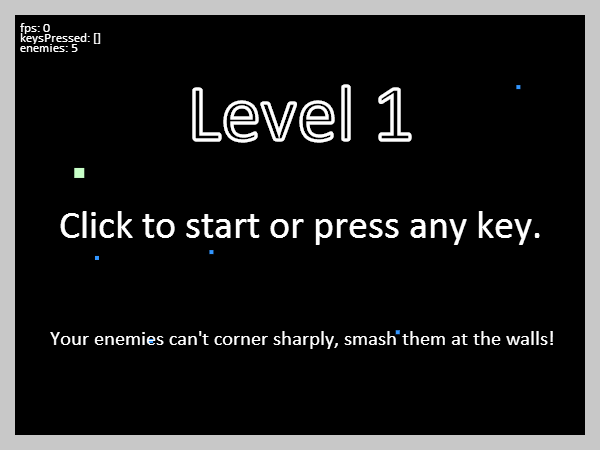 fps: 0
keysPressed: []
enemies: 5
Level 1
Click to start or press any key.
Your enemies can't corner sharply, smash them at the walls!